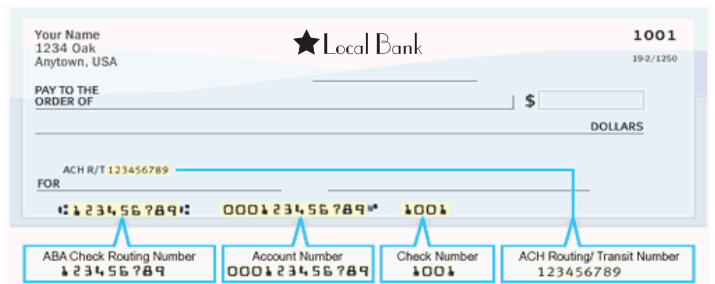 Your Name
1234 Oak
Anytown, USA
★Local Bank
1001
19-2/1250
PAY TO THE
ORDER OF
$
DOLLARS
ACH R/T 123456789
FOR
⑆123456789⑆ 000123456789⑈ 1001
ABA Check Routing Number
123456789
Account Number
000123456789
Check Number
1001
ACH Routing/ Transit Number
123456789